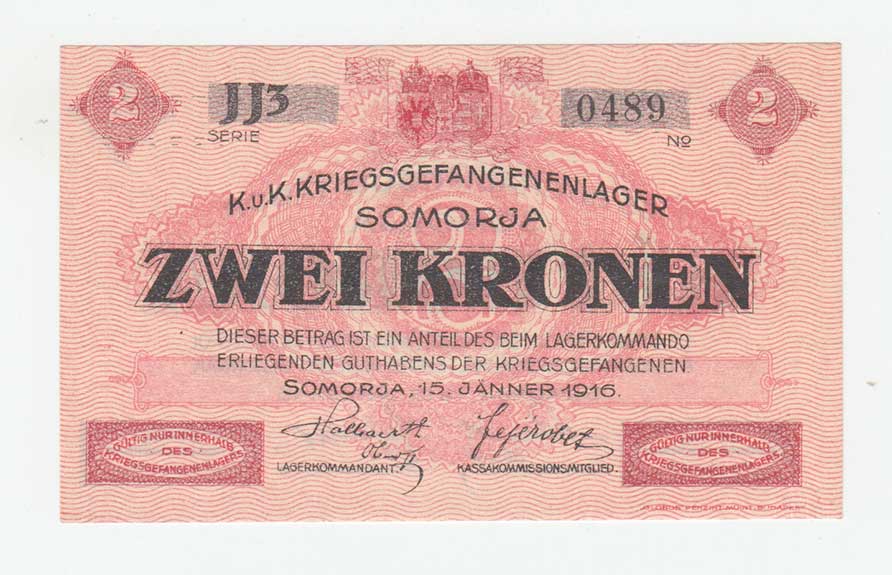 2 JJ3 0489 2
SERIE No
K.u.K. KRIEGSGEFANGENENLAGER
SOMORJA
ZWEI KRONEN
DIESER BETRAG IST EIN ANTEIL DES BEIM LAGERKOMMANDO
ERLIEGENDEN GUTHABENS DER KRIEGSGEFANGENEN
SOMORJA, 15. JÄNNER 1916.
LAGERKOMMANDANT. KASSAKOMMISSIONSMITGLIED.
GÜLTIG NUR INNERHALB
DES
KRIEGSGEFANGENENLAGERS.
GÜLTIG NUR INNERHALB
DES
KRIEGSGEFANGENENLAGERS.